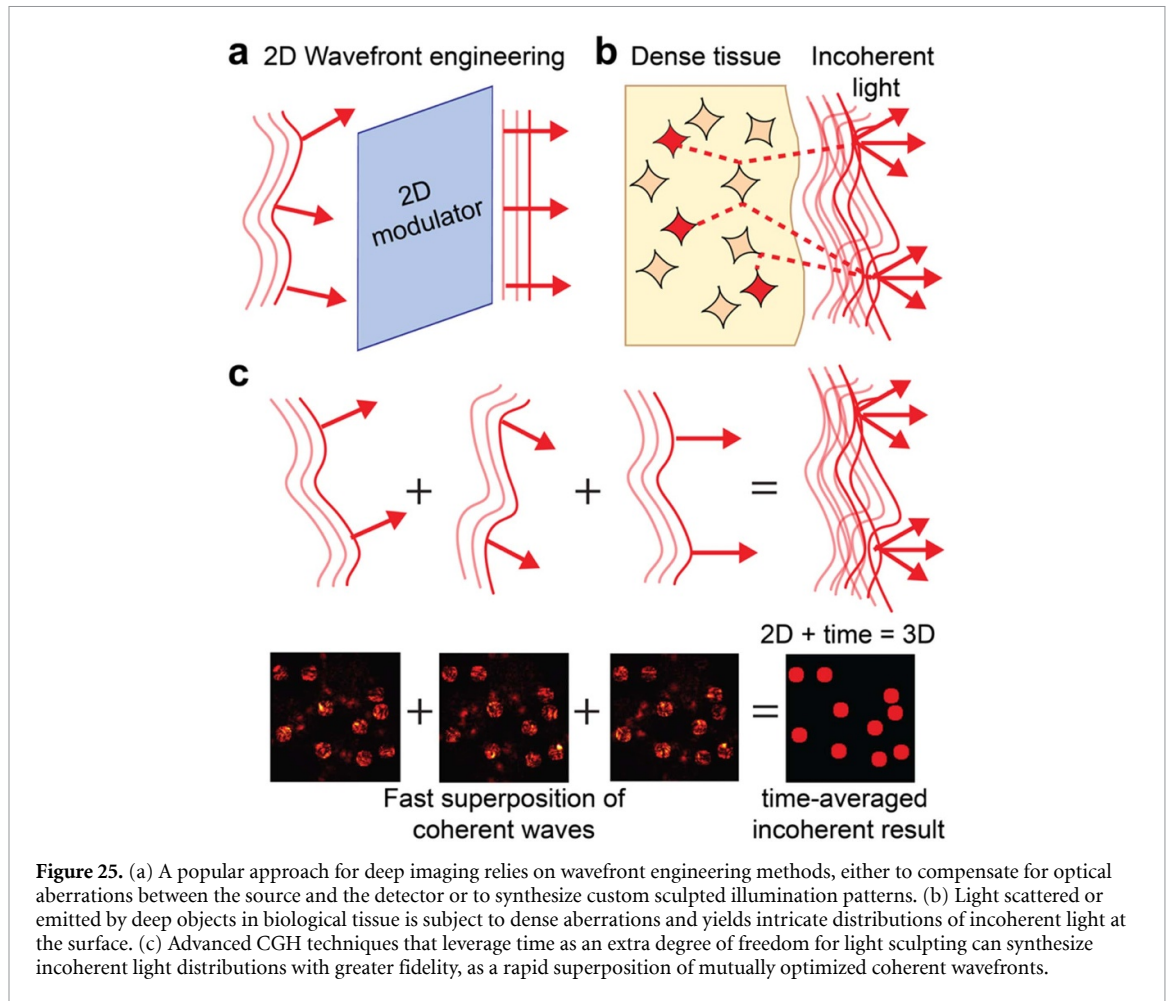 a 2D Wavefront engineering
b Dense tissue
Incoherent
light
2D
modulator
c
+ + =
2D + time = 3D
+ + =
Fast superposition of
coherent waves
time-averaged
incoherent result
Figure 25. (a) A popular approach for deep imaging relies on wavefront engineering methods, either to compensate for optical
aberrations between the source and the detector or to synthesize custom sculpted illumination patterns. (b) Light scattered or
emitted by deep objects in biological tissue is subject to dense aberrations and yields intricate distributions of incoherent light at
the surface. (c) Advanced CGH techniques that leverage time as an extra degree of freedom for light sculpting can synthesize
incoherent light distributions with greater fidelity, as a rapid superposition of mutually optimized coherent wavefronts.